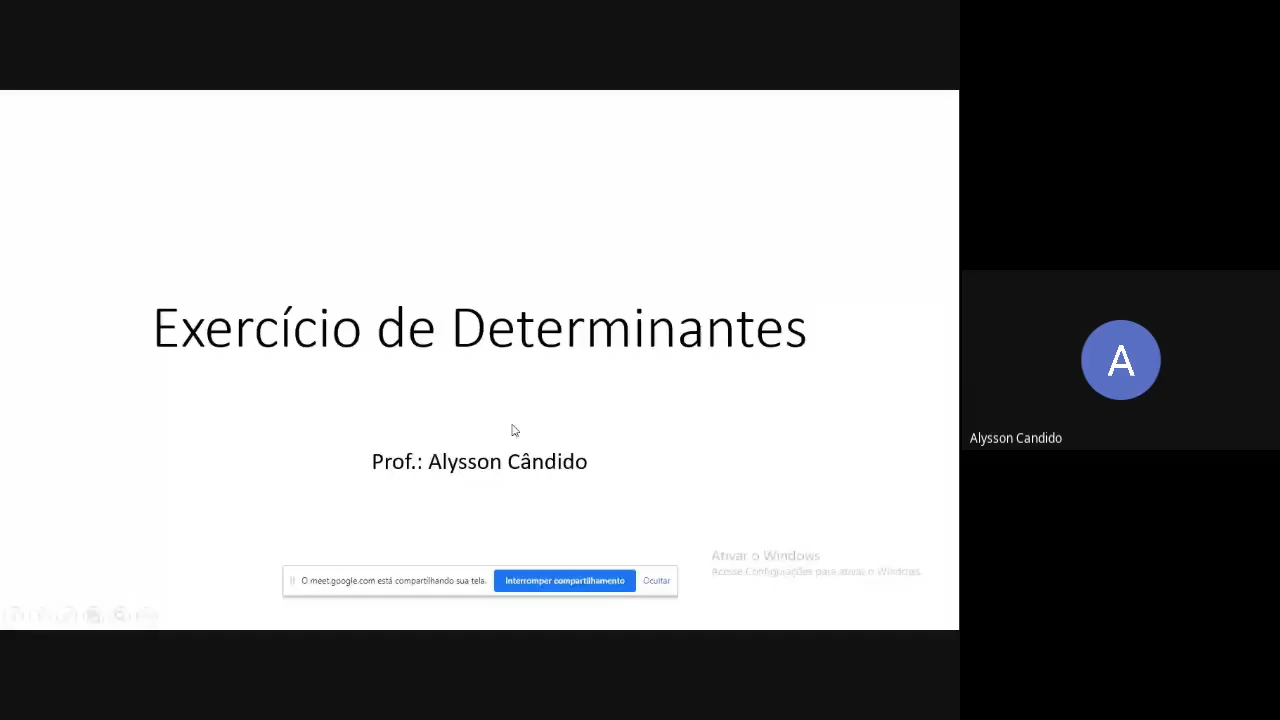 Exercício de Determinantes
Prof.: Alysson Cândido
Ativar o Windows
Acesse Configurações para ativar o Windows.
O meet.google.com está compartilhando sua tela.
Interromper compartilhamento
Ocultar
A
Alysson Candido